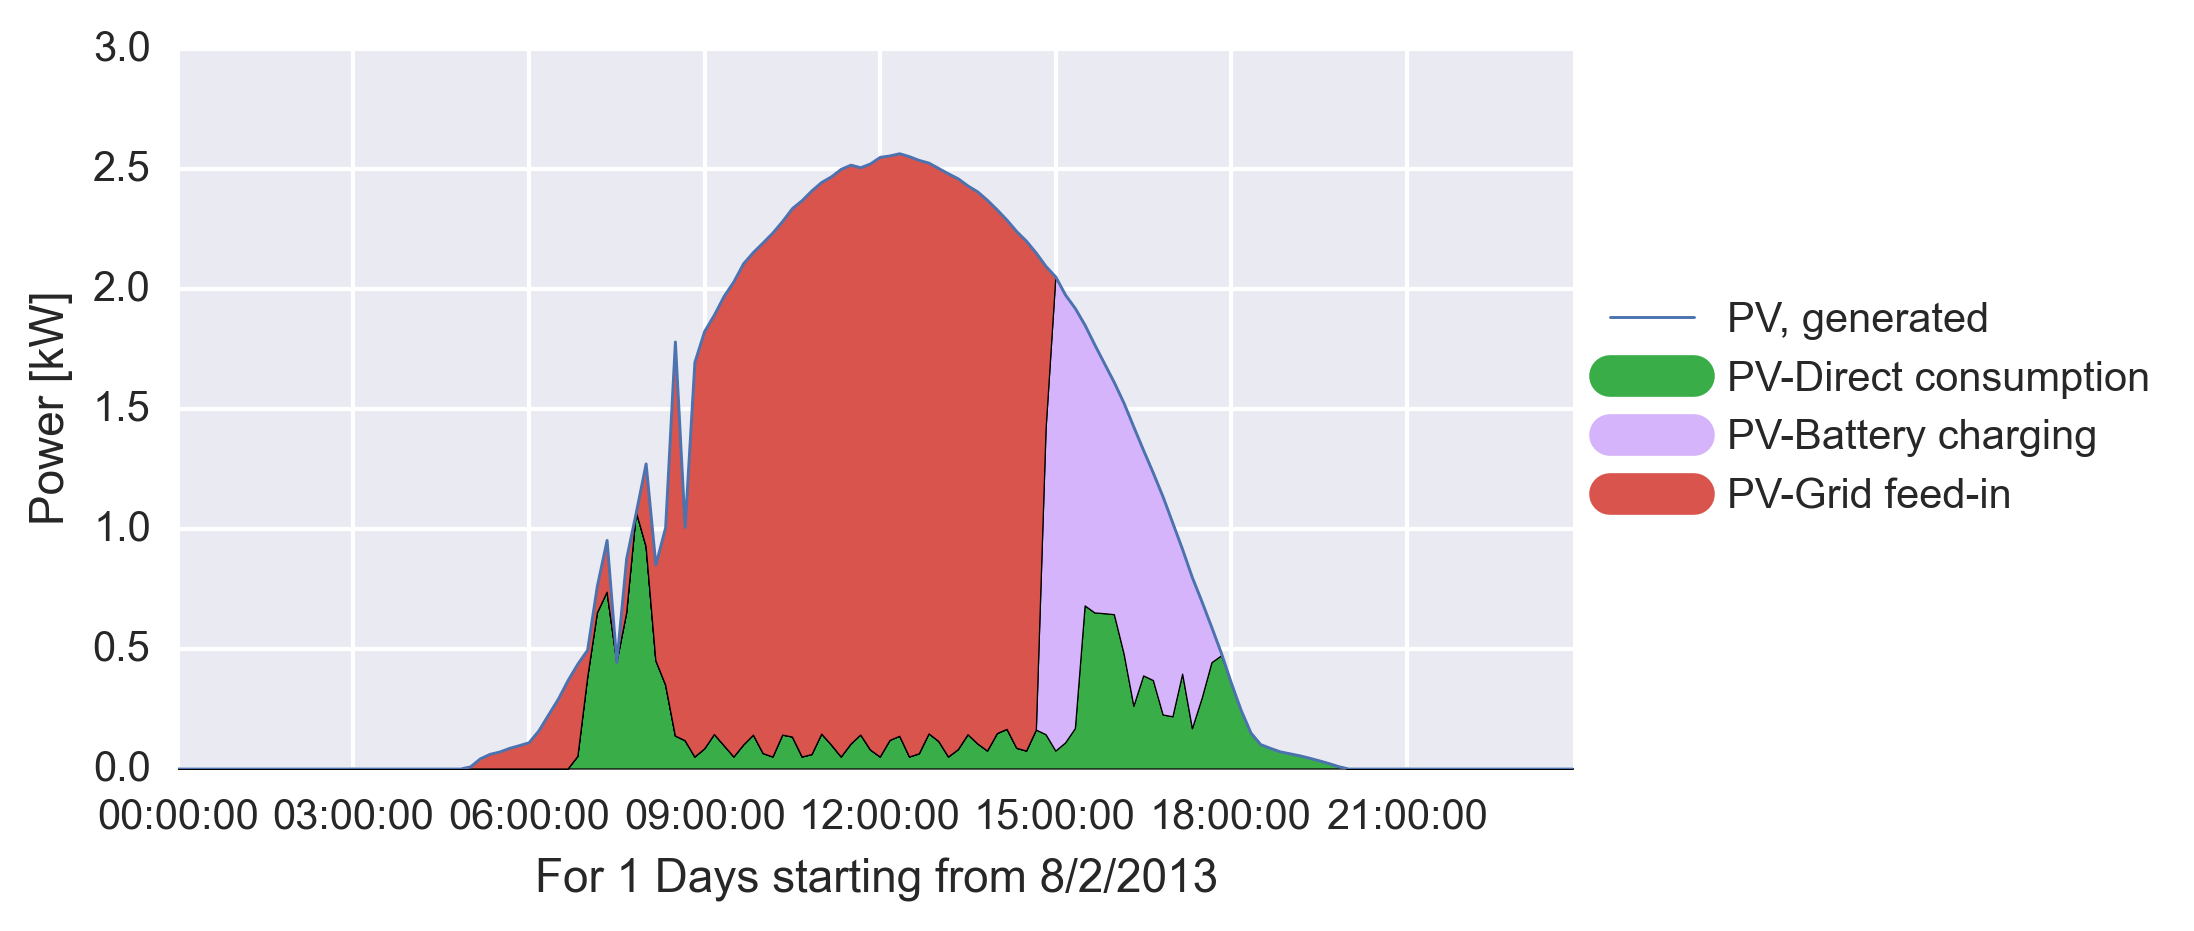 3.0
2.5
2.0
1.5
1.0
0.5
0.0
Power [kW]
00:00:00 03:00:00 06:00:00 09:00:00 12:00:00 15:00:00 18:00:00 21:00:00
For 1 Days starting from 8/2/2013
PV, generated
PV-Direct consumption
PV-Battery charging
PV-Grid feed-in